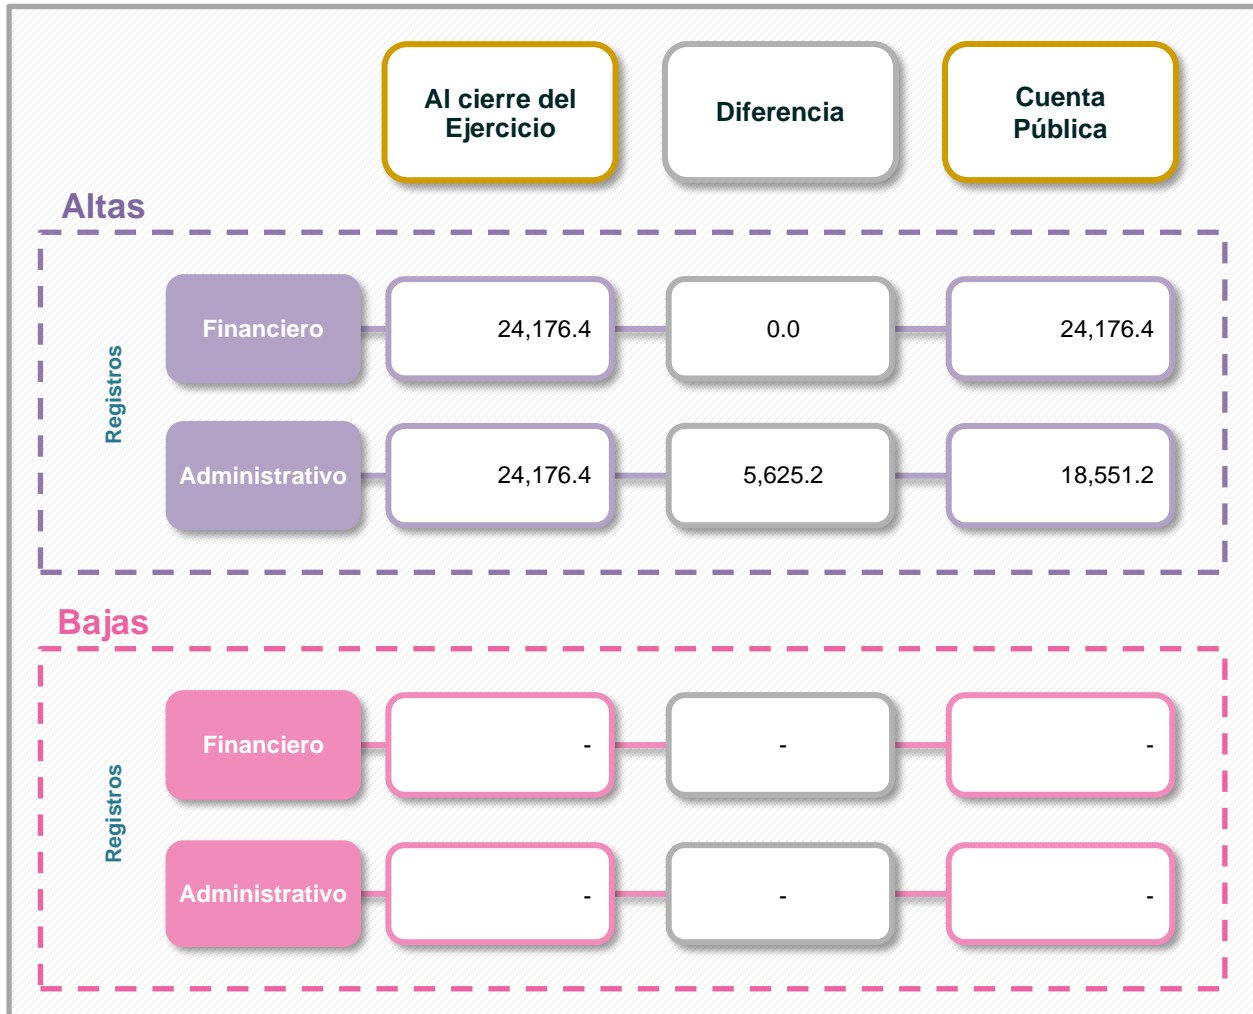 Al cierre del
Ejercicio
Diferencia
Cuenta
Pública
Altas
Registros
Financiero
24,176.4
0.0
24,176.4
Administrativo
24,176.4
5,625.2
18,551.2
Bajas
Registros
Financiero
-
-
-
Administrativo
-
-
-